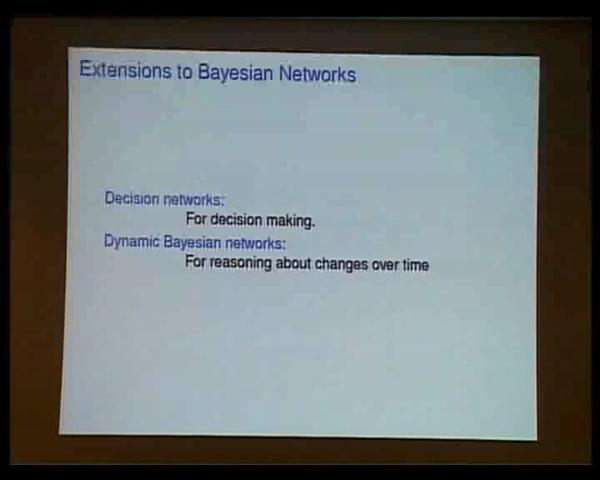 Extensions to Bayesian Networks
Decision networks:
For decision making.
Dynamic Bayesian networks:
For reasoning about changes over time